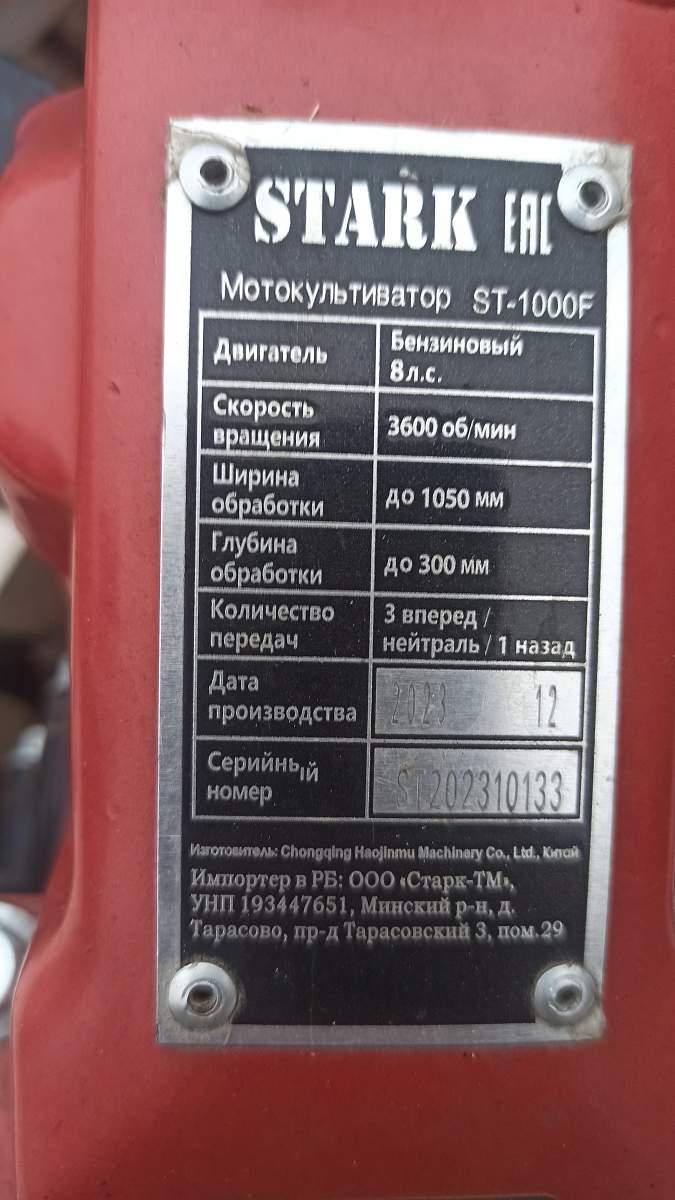 STARK EAC
Мотокультиватор ST-1000F
Двигатель
Бензиновый
8 л.с.
Скорость
вращения
3600 об/мин
Ширина
обработки
до 1050 мм
Глубина
обработки
до 300 мм
Количество
передач
3 вперед /
нейтраль / 1 назад
Дата
производства
2023 12
Серийный
номер
ST202310133
Изготовитель: Chongqing Haojinmu Machinery Co., Ltd., Китай
Импортер в РБ: ООО «Старк-ТМ»,
УНП 193447651, Минский р-н, д.
Тарасово, пр-д Тарасовский 3, пом.29